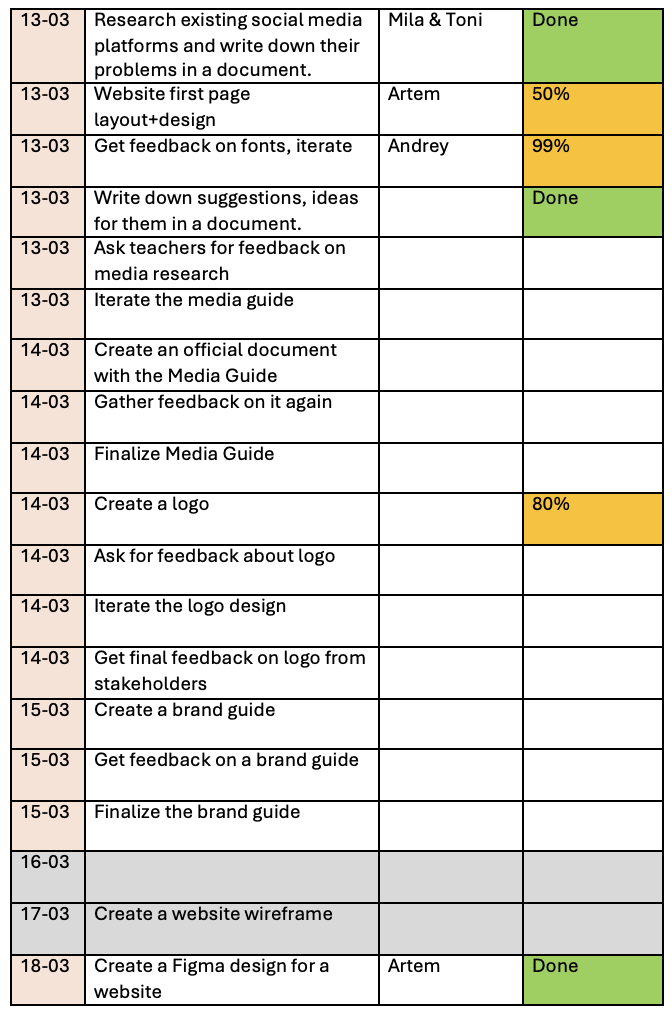 13-03 Research existing social media Mila & Toni Done
platforms and write down their
problems in a document.
13-03 Website first page Artem 50%
layout+design
13-03 Get feedback on fonts, iterate Andrey 99%
13-03 Write down suggestions, ideas Done
for them in a document.
13-03 Ask teachers for feedback on
media research
13-03 Iterate the media guide
14-03 Create an official document
with the Media Guide
14-03 Gather feedback on it again
14-03 Finalize Media Guide
14-03 Create a logo 80%
14-03 Ask for feedback about logo
14-03 Iterate the logo design
14-03 Get final feedback on logo from
stakeholders
15-03 Create a brand guide
15-03 Get feedback on a brand guide
15-03 Finalize the brand guide
16-03
17-03 Create a website wireframe
18-03 Create a Figma design for a Artem Done
website